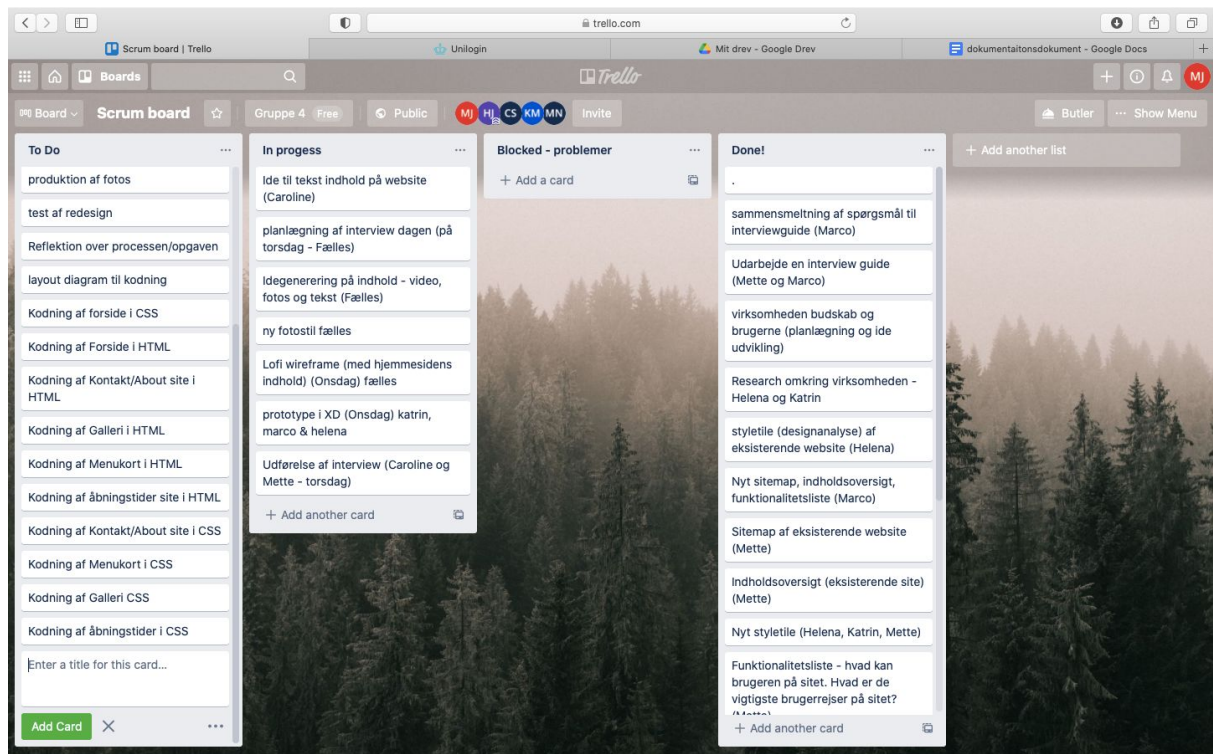 trello.com
Scrum board | Trello
Unilogin
Mit drev - Google Drev
dokumentaitonsdokument - Google Docs
Boards
Trello
MJ
Board
Scrum board
Gruppe 4
Free
Public
MJ
HJ
CS
KM
MN
Invite
Butler
Show Menu
To Do
produktion af fotos
test af redesign
Reflektion over processen/opgaven
layout diagram til kodning
Kodning af forside i CSS
Kodning af Forside i HTML
Kodning af Kontakt/About site i
HTML
Kodning af Galleri i HTML
Kodning af Menukort i HTML
Kodning af åbningstider site i HTML
Kodning af Kontakt/About site i CSS
Kodning af Menukort i CSS
Kodning af Galleri CSS
Kodning af åbningstider i CSS
Enter a title for this card...
Add Card
In progess
Ide til tekst indhold på website
(Caroline)
planlægning af interview dagen (på
torsdag - Fælles)
Idegenerering på indhold - video,
fotos og tekst (Fælles)
ny fotostil fælles
Lofi wireframe (med hjemmesidens
indhold) (Onsdag) fælles
prototype i XD (Onsdag) katrin,
marco & helena
Udførelse af interview (Caroline og
Mette - torsdag)
+ Add another card
Blocked - problemer
+ Add a card
Done!
.
sammensmeltning af spørgsmål til
interviewguide (Marco)
Udarbejde en interview guide
(Mette og Marco)
virksomheden budskab og
brugerne (planlægning og ide
udvikling)
Research omkring virksomheden -
Helena og Katrin
styletile (designanalyse) af
eksisterende website (Helena)
Nyt sitemap, indholdsoversigt,
funktionalitetsliste (Marco)
Sitemap af eksisterende website
(Mette)
Indholdsoversigt (eksisterende site)
(Mette)
Nyt styletile (Helena, Katrin, Mette)
Funktionalitetsliste - hvad kan
brugeren på sitet. Hvad er de
vigtigste brugerrejser på sitet?
(Mette)
+ Add another card
+ Add another list